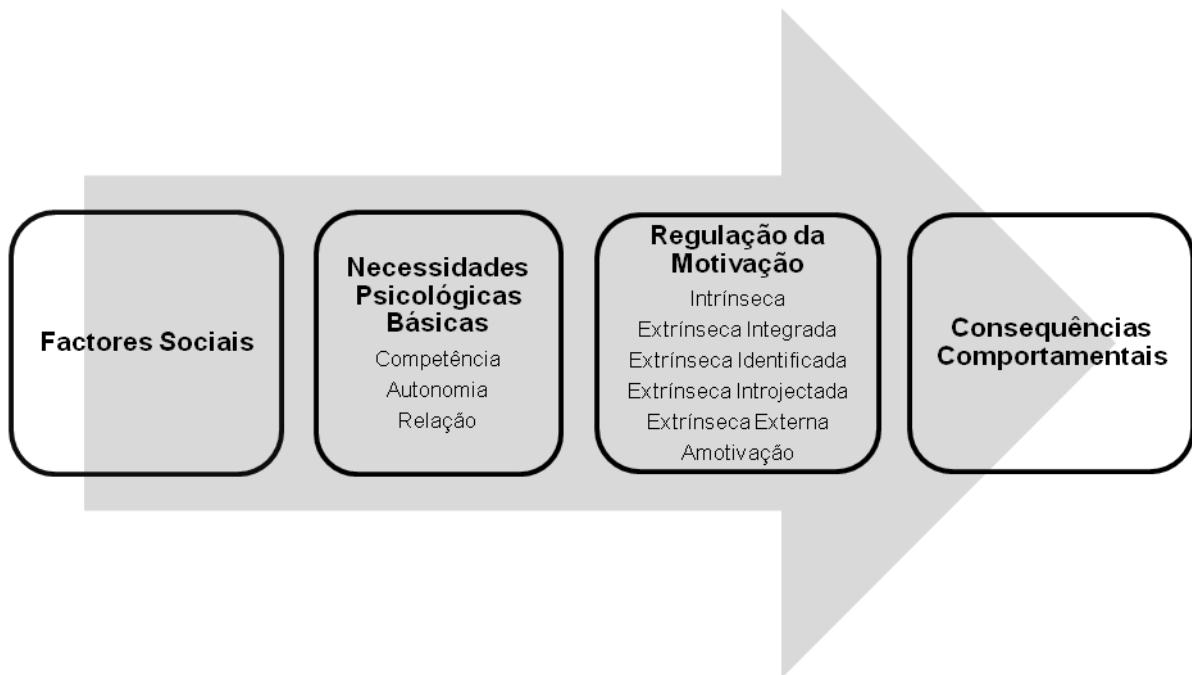 Factores Sociais
Necessidades
Psicológicas
Básicas
Competência
Autonomia
Relação
Regulação da
Motivação
Intrínseca
Extrínseca Integrada
Extrínseca Identificada
Extrínseca Introjectada
Extrínseca Externa
Amotivação
Consequências
Comportamentais